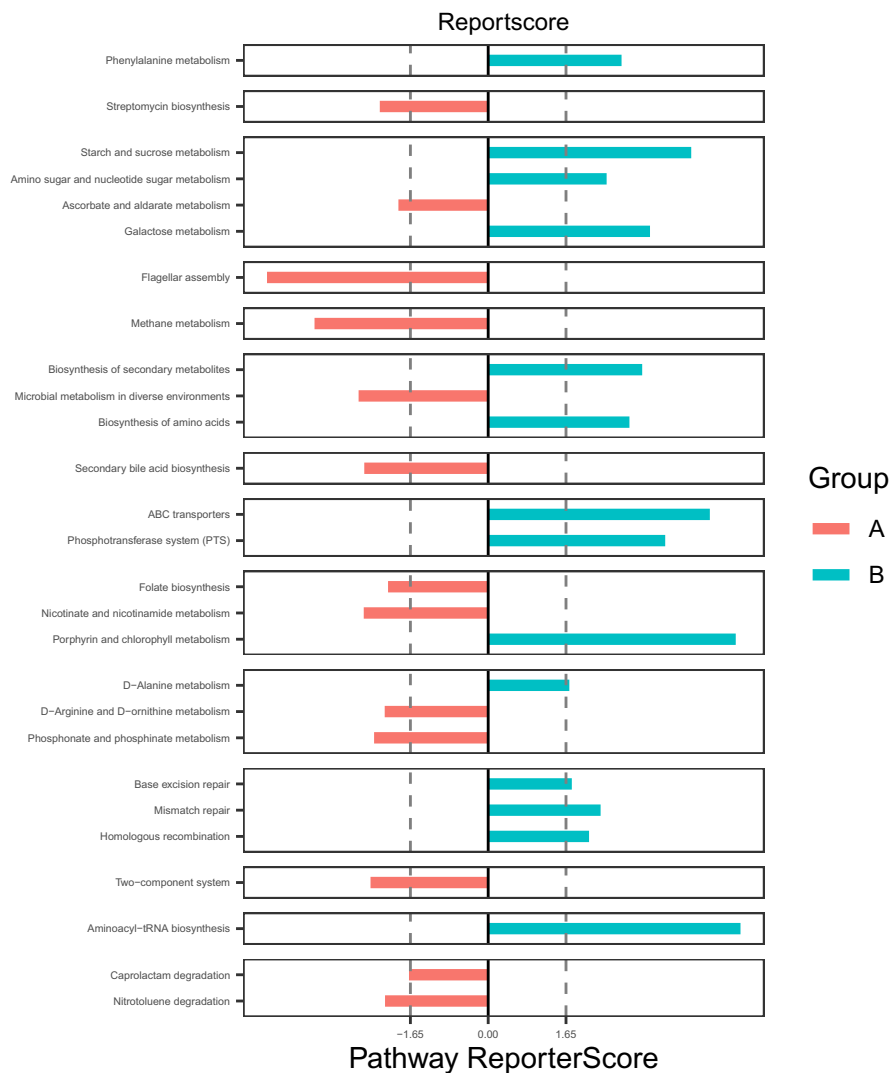 Reportscore
Phenylalanine metabolism
Streptomycin biosynthesis
Starch and sucrose metabolism
Amino sugar and nucleotide sugar metabolism
Ascorbate and aldarate metabolism
Galactose metabolism
Flagellar assembly
Methane metabolism
Biosynthesis of secondary metabolites
Microbial metabolism in diverse environments
Biosynthesis of amino acids
Secondary bile acid biosynthesis
ABC transporters
Phosphotransferase system (PTS)
Folate biosynthesis
Nicotinate and nicotinamide metabolism
Porphyrin and chlorophyll metabolism
D−Alanine metabolism
D−Arginine and D−ornithine metabolism
Phosphonate and phosphinate metabolism
Base excision repair
Mismatch repair
Homologous recombination
Two−component system
Aminoacyl−tRNA biosynthesis
Caprolactam degradation
Nitrotoluene degradation
−1.65 0.00 1.65
Pathway ReporterScore
Group
A
B